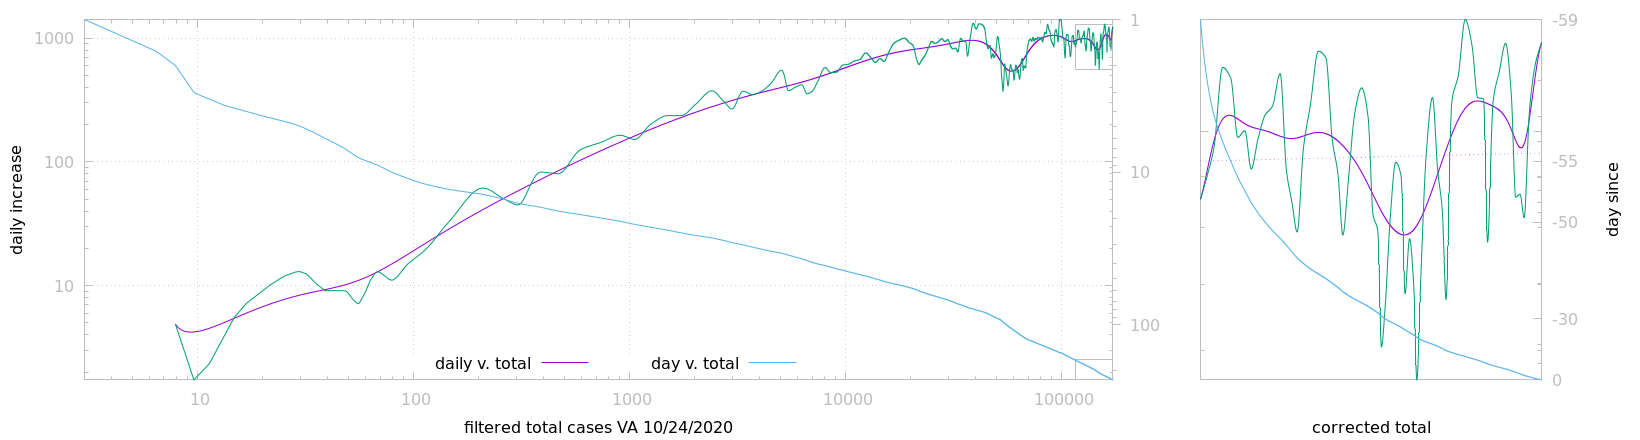 1000
100
10
daily increase
1
10
100
daily v. total
day v. total
10
100
1000
10000
100000
filtered total cases VA 10/24/2020
-59
-55
-50
-30
0
day since
corrected total